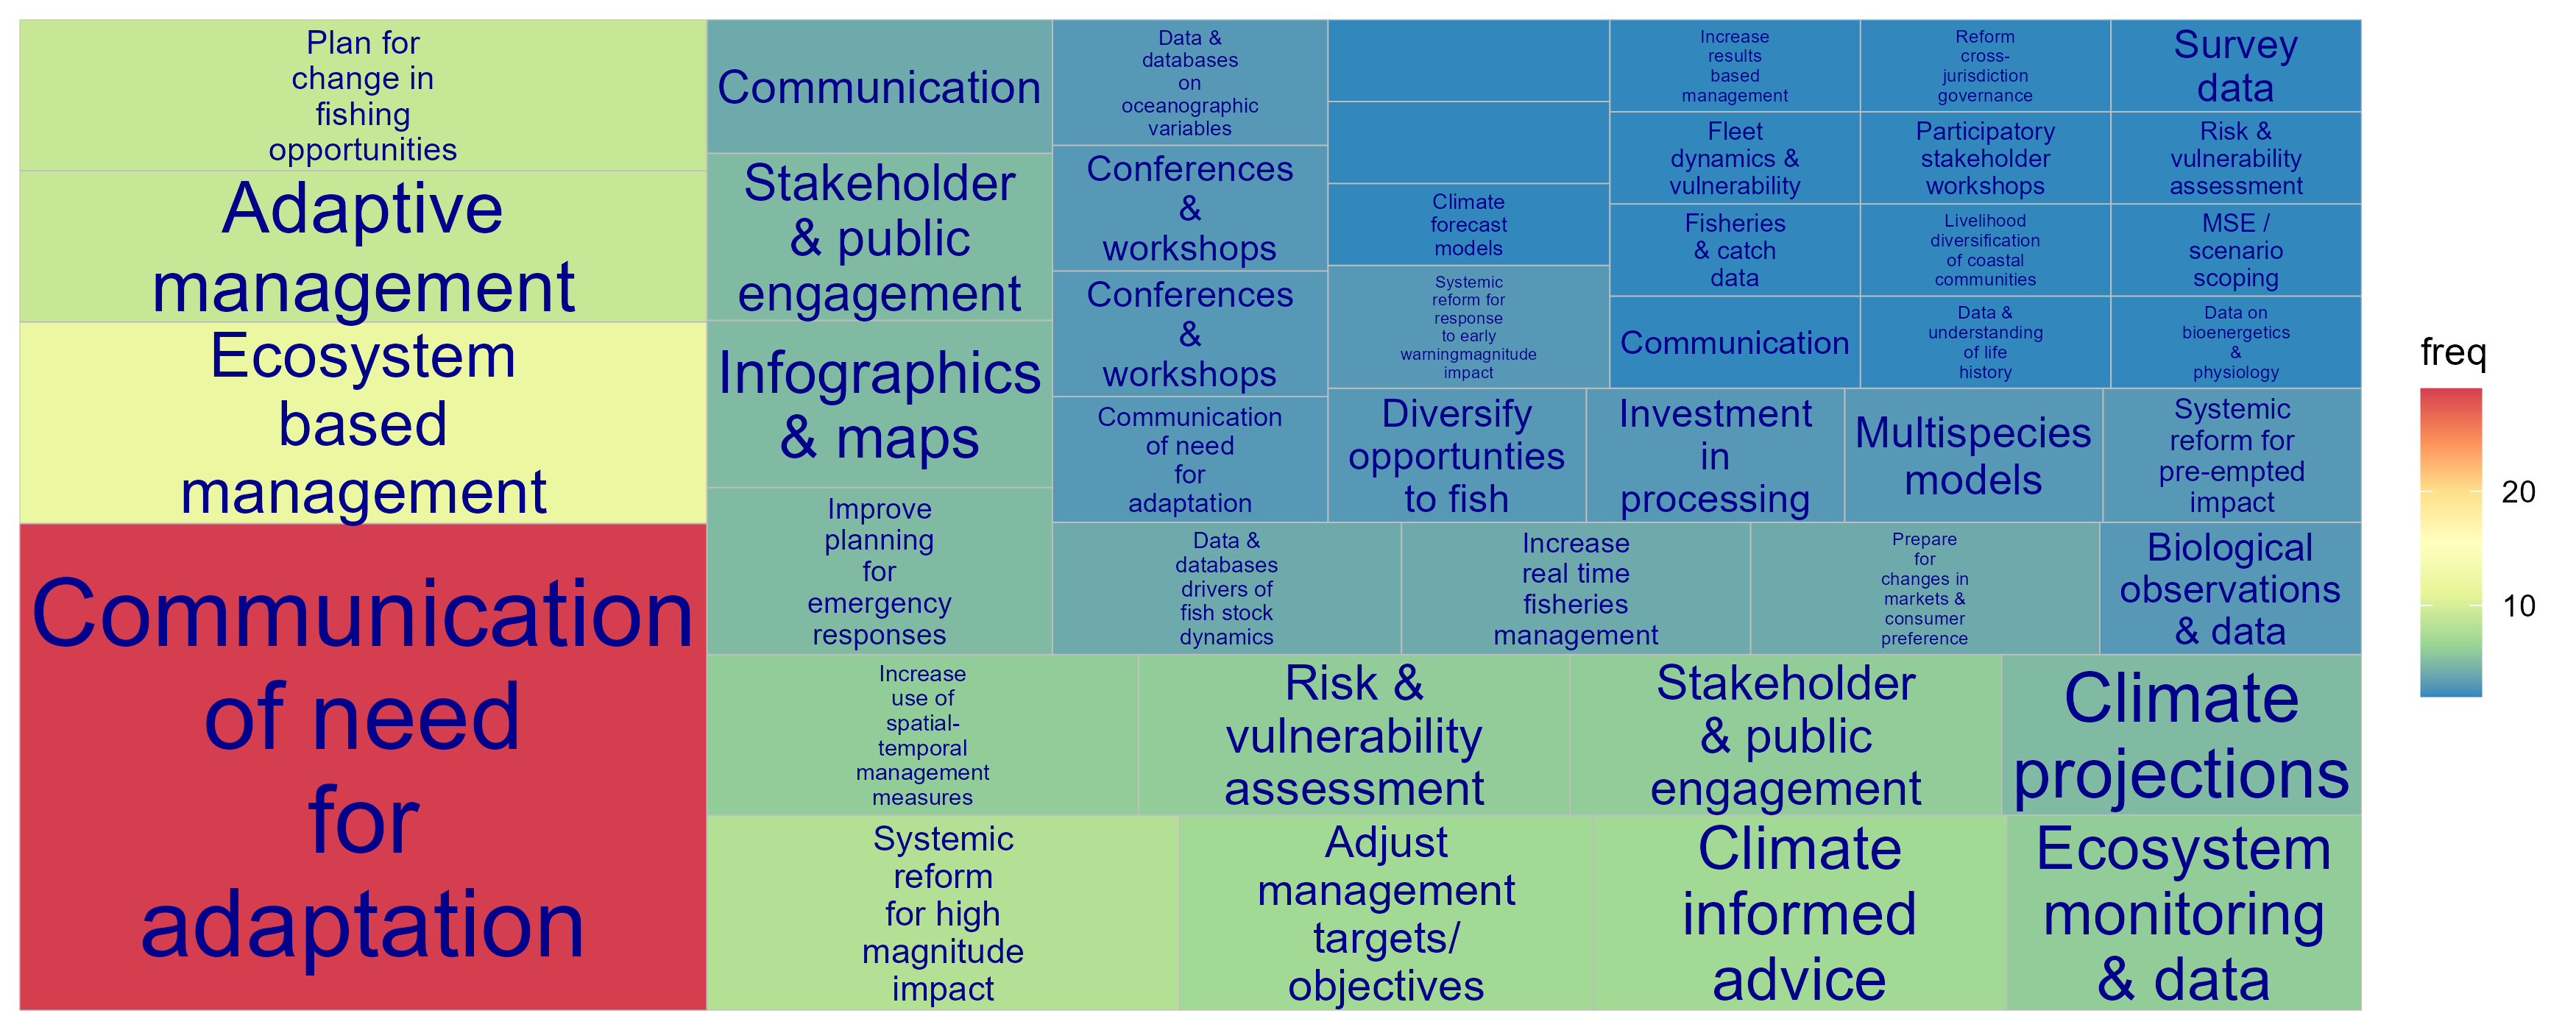 Plan for
change in
fishing
opportunities
Adaptive
management
Ecosystem
based
management
Communication
of need
for
adaptation
Communication
Stakeholder
& public
engagement
Infographics
& maps
Improve
planning
for
emergency
responses
Data &
databases
on
oceanographic
variables
Conferences
&
workshops
Conferences
&
workshops
Communication
of need
for
adaptation
Climate
forecast
models
Systemic
reform for
response
to early
warningmagnitude
impact
Increase
results
based
management
Reform
cross-
jurisdiction
governance
Survey
data
Fleet
dynamics &
vulnerability
Participatory
stakeholder
workshops
Risk &
vulnerability
assessment
Fisheries
& catch
data
Livelihood
diversification
of coastal
communities
MSE /
scenario
scoping
Communication
Data &
understanding
of life
history
Data on
bioenergetics
&
physiology
Diversify
opportunties
to fish
Investment
in
processing
Multispecies
models
Systemic
reform for
pre-empted
impact
Data &
databases
drivers of
fish stock
dynamics
Increase
real time
fisheries
management
Prepare
for
changes in
markets &
consumer
preference
Biological
observations
& data
Increase
use of
spatial-
temporal
management
measures
Risk &
vulnerability
assessment
Stakeholder
& public
engagement
Climate
projections
Systemic
reform
for high
magnitude
impact
Adjust
management
targets/
objectives
Climate
informed
advice
Ecosystem
monitoring
& data
freq
20
10